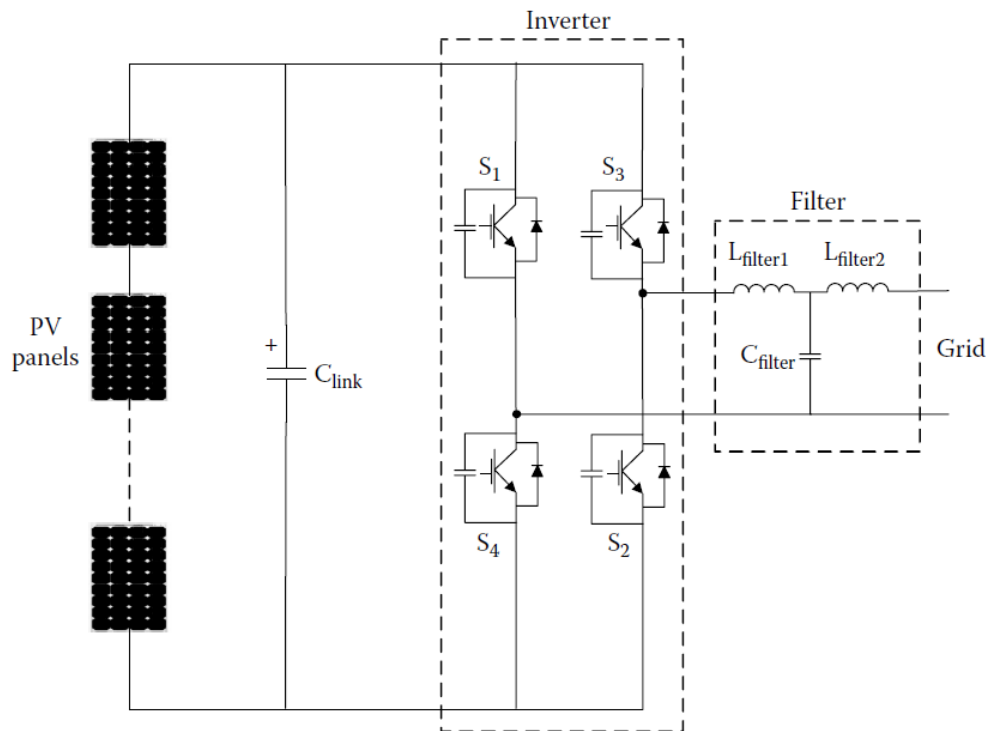 Inverter
S1
S3
Filter
Lfilter1
Lfilter2
PV
panels
+
Clink
Cfilter
Grid
S4
S2